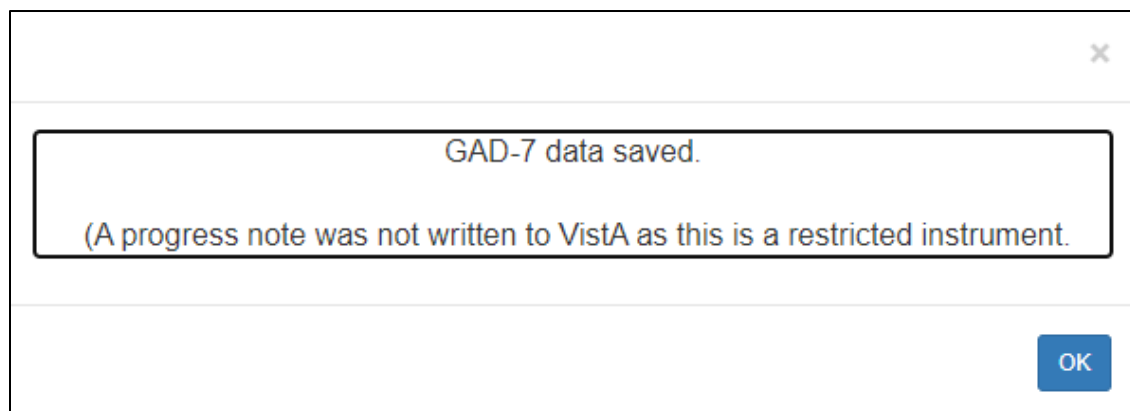 ×
GAD-7 data saved.
(A progress note was not written to VistA as this is a restricted instrument.
OK